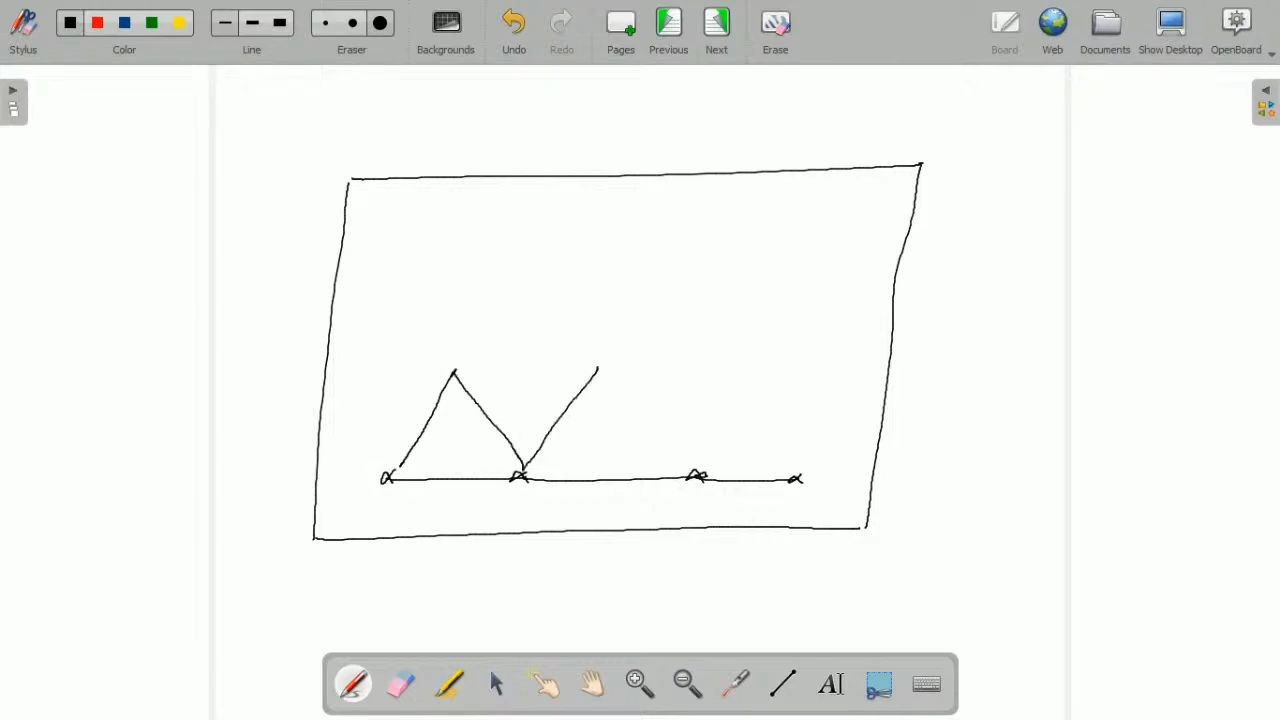 Stylus Color Line Eraser Backgrounds Undo Redo Pages Previous Next Erase Board Web Documents Show Desktop OpenBoard
α α α α